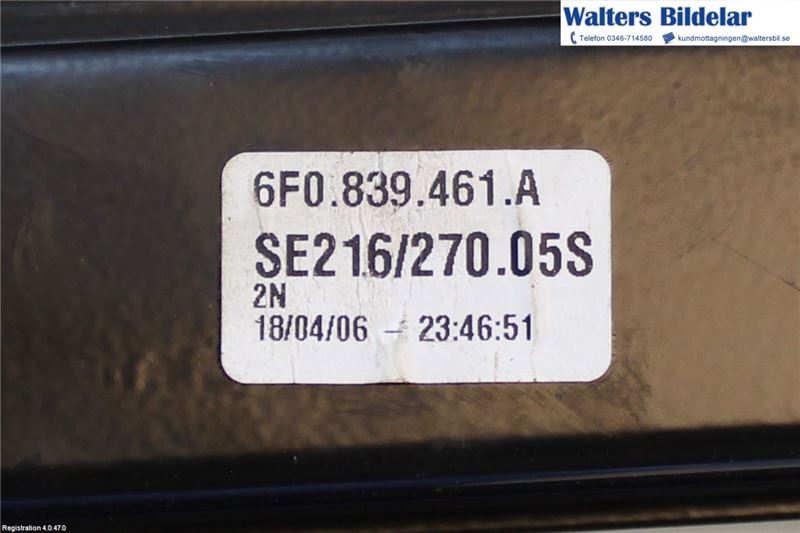 Walters Bildelar
Telefon 0346-714580 kundmottagningen@waltersbil.se
6F0.839.461.A
SE216/270.05S
2N
18/04/06 – 23:46:51
Registration 4.0.47.0